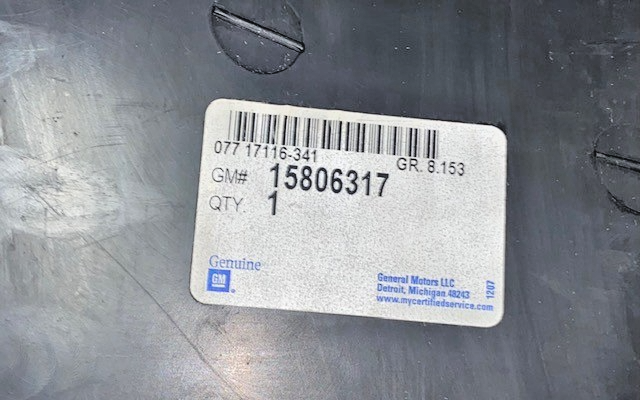 077 17116-341
GR. 8.153
GM# 15806317
QTY 1
Genuine
GM
General Motors LLC
Detroit, Michigan 48243
www.mycertifiedservice.com
1207